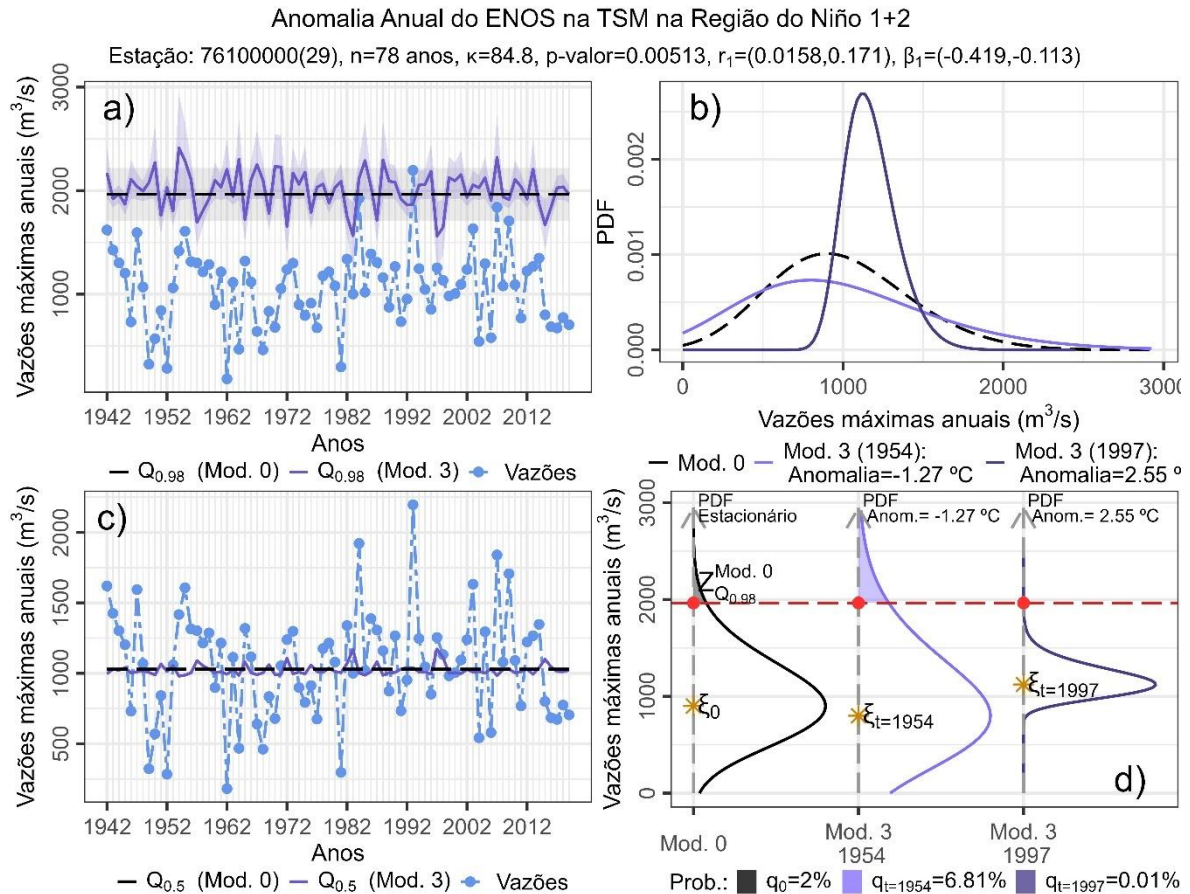 Anomalia Anual do ENOS na TSM na Região do Niño 1+2
Estação: 76100000(29), n=78 anos, κ=84.8, p-valor=0.00513, r₁=(0.0158,0.171), β₁=(-0.419,-0.113)
a)
Vazões máximas anuais (m³/s)
3000
2000
1000
1942 1952 1962 1972 1982 1992 2002 2012
Anos
Q₀.₉₈ (Mod. 0) Q₀.₉₈ (Mod. 3) Vazões
b)
PDF
0.002
0.001
0.000
0 1000 2000 3000
Vazões máximas anuais (m³/s)
Mod. 0 Mod. 3 (1954): Mod. 3 (1997):
Anomalia=-1.27 ºC Anomalia=2.55 º
c)
Vazões máximas anuais (m³/s)
2000
1500
1000
500
1942 1952 1962 1972 1982 1992 2002 2012
Anos
Q₀.₅ (Mod. 0) Q₀.₅ (Mod. 3) Vazões
d)
Vazões máximas anuais (m³/s)
3000
2000
1000
0
PDF PDF PDF
Estacionário Anom.= -1.27 ºC Anom.= 2.55 ºC
Mod. 0
Q₀.₉₈
ξ₀ ξt=1954 ξt=1997
Mod. 0 Mod. 3 Mod. 3
1954 1997
Prob.: q₀=2% qt=1954=6.81% qt=1997=0.01%